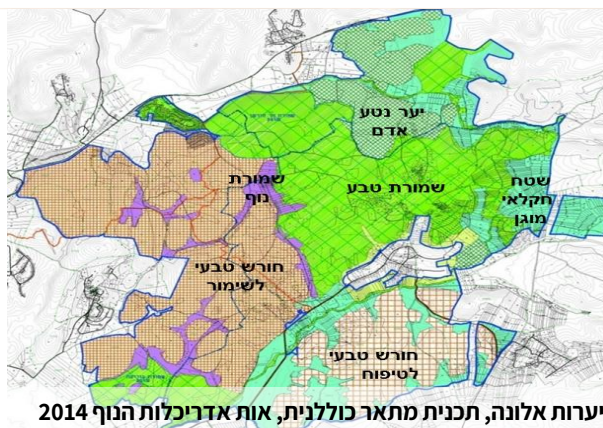 יער נטע
אדם
שטח
חקלאי
מוגן
שמורת טבע
שמורת
נוף
חורש טבעי
לשימור
חורש טבעי
לטיפוח
יערות אלונה, תכנית מתאר כוללנית, אות אדריכלות הנוף 2014